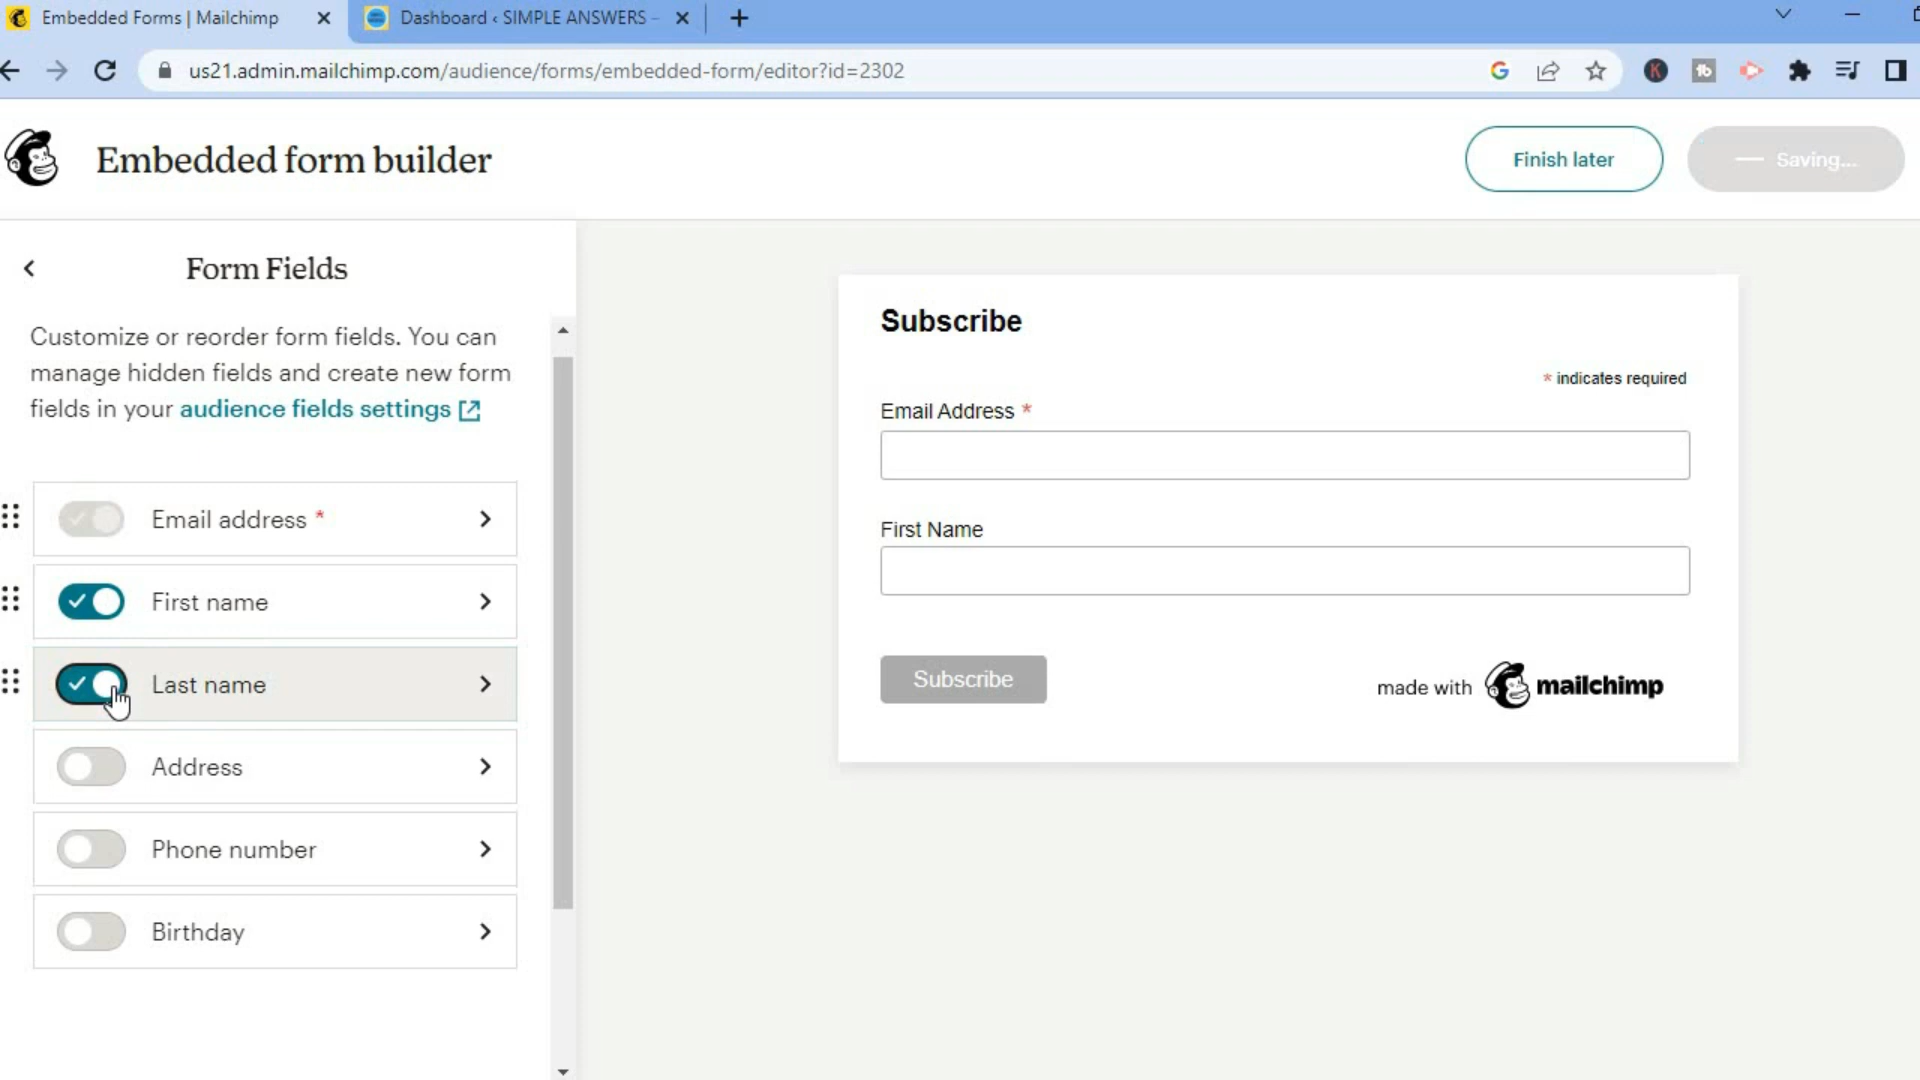 Embedded Forms | Mailchimp
Dashboard ‹ SIMPLE ANSWERS –
us21.admin.mailchimp.com/audience/forms/embedded-form/editor?id=2302
Embedded form builder
Finish later
Saving...
Form Fields
Customize or reorder form fields. You can
manage hidden fields and create new form
fields in your audience fields settings
Email address *
First name
Last name
Address
Phone number
Birthday
Subscribe
* indicates required
Email Address *
First Name
Subscribe
made with mailchimp